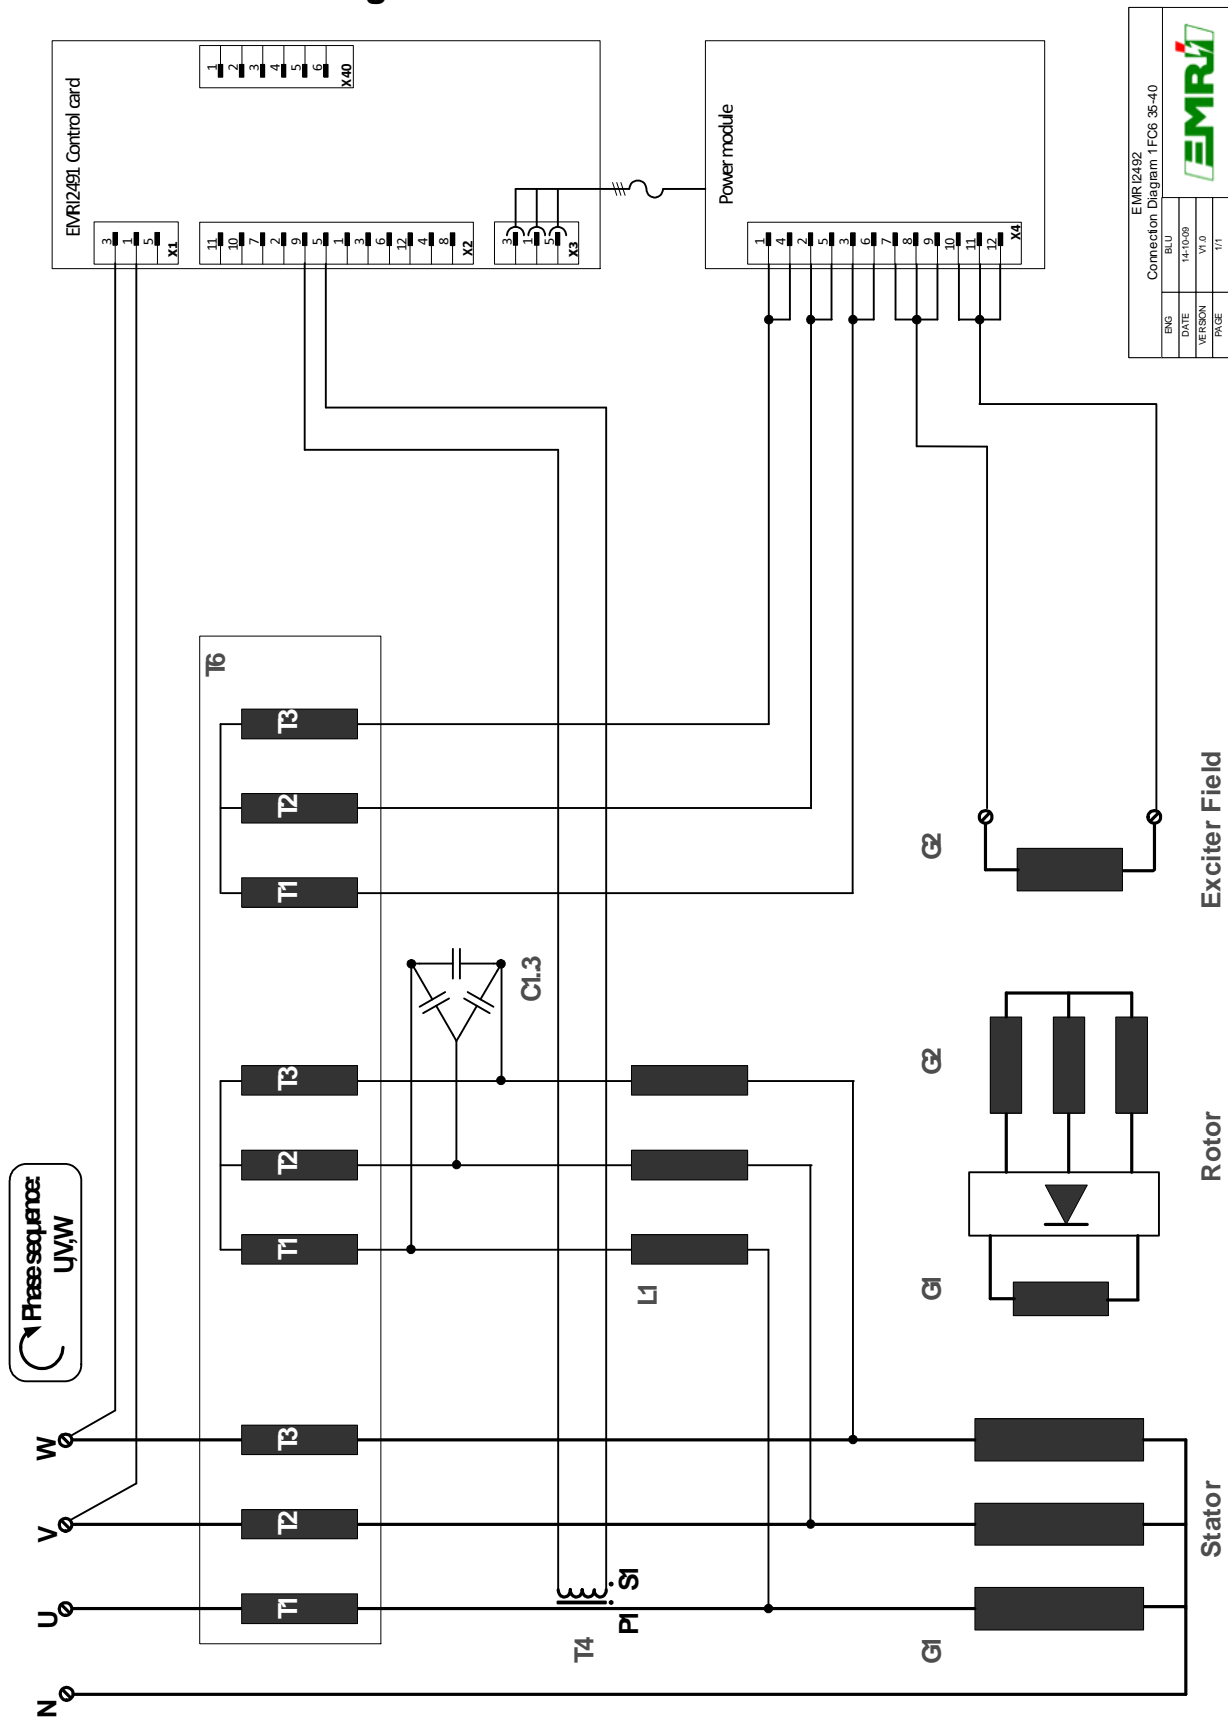 g
EMRI2491 Control card
1
2
3
4
5
6
X40
3
1
5
X1
11
10
7
2
9
5
1
3
6
12
4
8
X2
3
1
5
X3
Power module
1
4
2
5
3
6
7
8
9
10
11
12
X4
EMRI2492
Connection Diagram 1FC6 35-40
ENG BLU
DATE 14-10-09
VERSION V1.0
PAGE 1/1
EMRI
T6
T3
T2
T1
C1..3
T3
T2
T1
L1
Phase sequence:
U,V,W
W
V
U
N
T3
T2
T1
T4
P1
S1
G2
Exciter Field
G2
Rotor
G1
G1
Stator